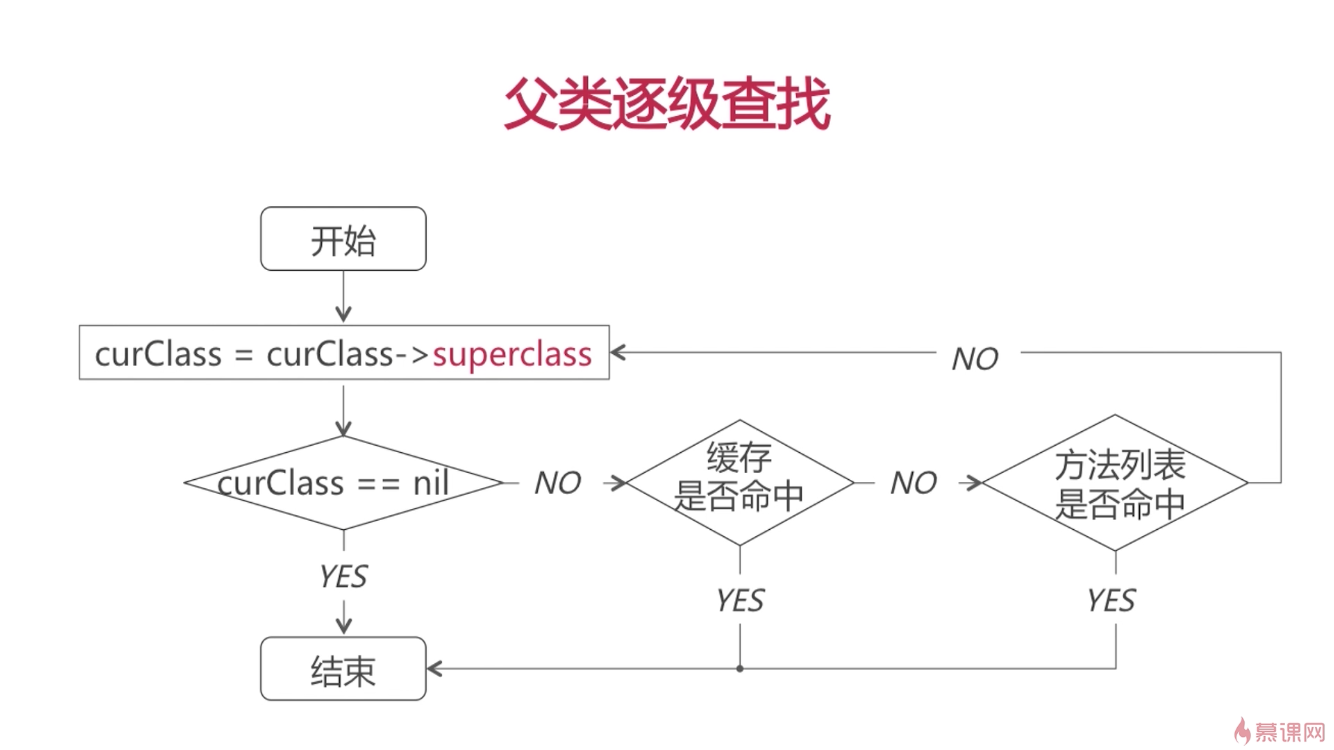 父类逐级查找
开始
curClass = curClass->superclass
NO
curClass == nil
NO
缓存
是否命中
NO
方法列表
是否命中
YES
YES
YES
结束
慕课网